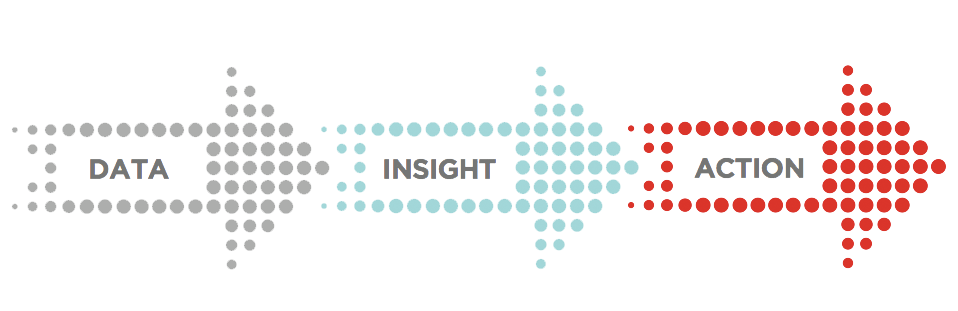 DATA
INSIGHT
ACTION